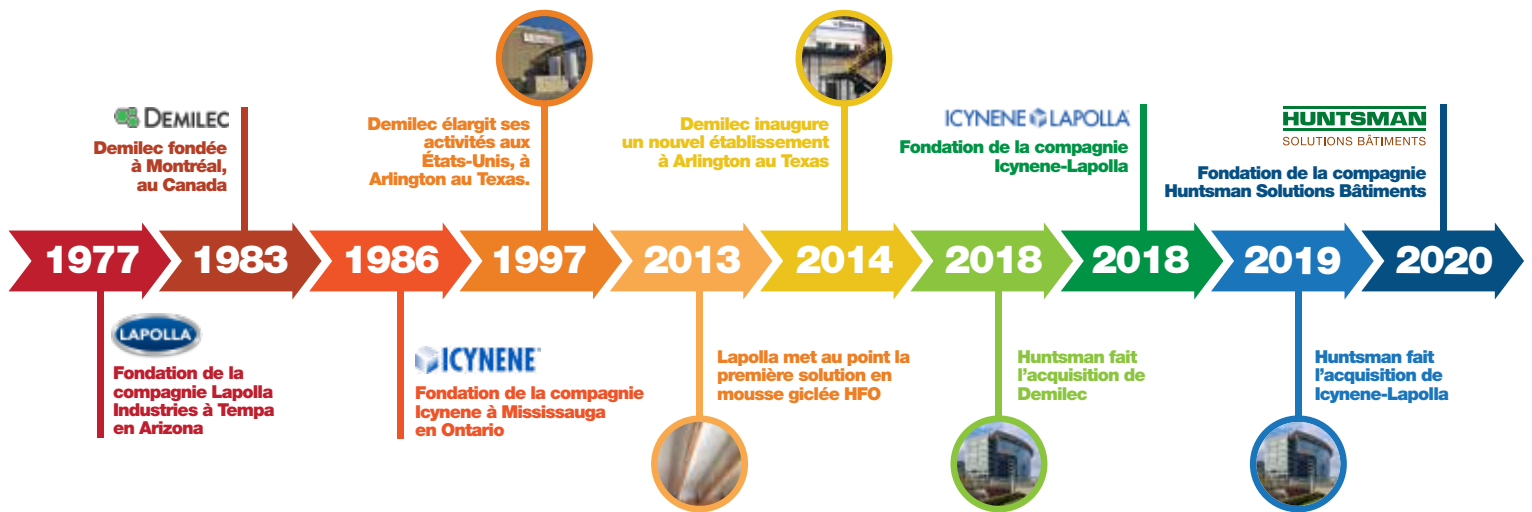 DEMILEC
Demilec fondée
à Montréal,
au Canada
Demilec élargit ses
activités aux
États-Unis, à
Arlington au Texas.
Demilec inaugure
un nouvel établissement
à Arlington au Texas
ICYNENE LAPOLLA
Fondation de la compagnie
Icynene-Lapolla
HUNTSMAN
SOLUTIONS BÂTIMENTS
Fondation de la compagnie
Huntsman Solutions Bâtiments
1977 1983 1986 1997 2013 2014 2018 2018 2019 2020
LAPOLLA
Fondation de la
compagnie Lapolla
Industries à Tempa
en Arizona
ICYNENE
Fondation de la compagnie
Icynene à Mississauga
en Ontario
Lapolla met au point la
première solution en
mousse giclée HFO
Huntsman fait
l’acquisition de
Demilec
Huntsman fait
l’acquisition de
Icynene-Lapolla